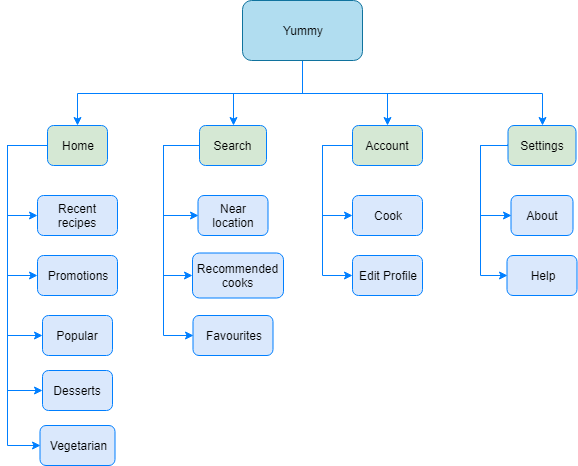 Yummy
Home
Search
Account
Settings
Recent
recipes
Near
location
Cook
About
Promotions
Recommended
cooks
Edit Profile
Help
Popular
Favourites
Desserts
Vegetarian